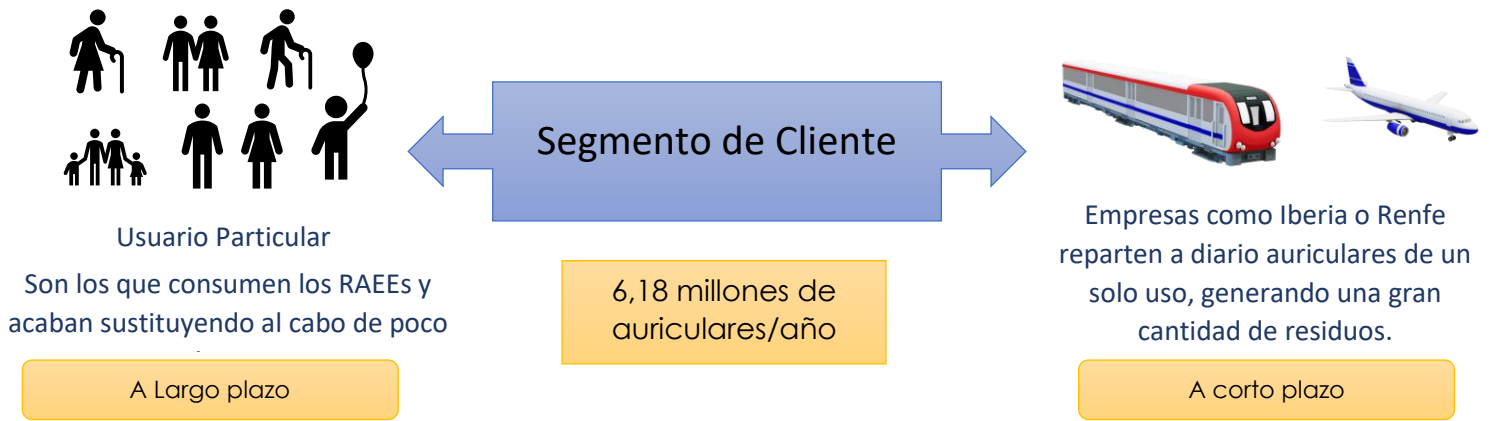 Segmento de Cliente
Usuario Particular
Son los que consumen los RAEEs y
acaban sustituyendo al cabo de poco
A Largo plazo
6,18 millones de
auriculares/año
Empresas como Iberia o Renfe
reparten a diario auriculares de un
solo uso, generando una gran
cantidad de residuos.
A corto plazo